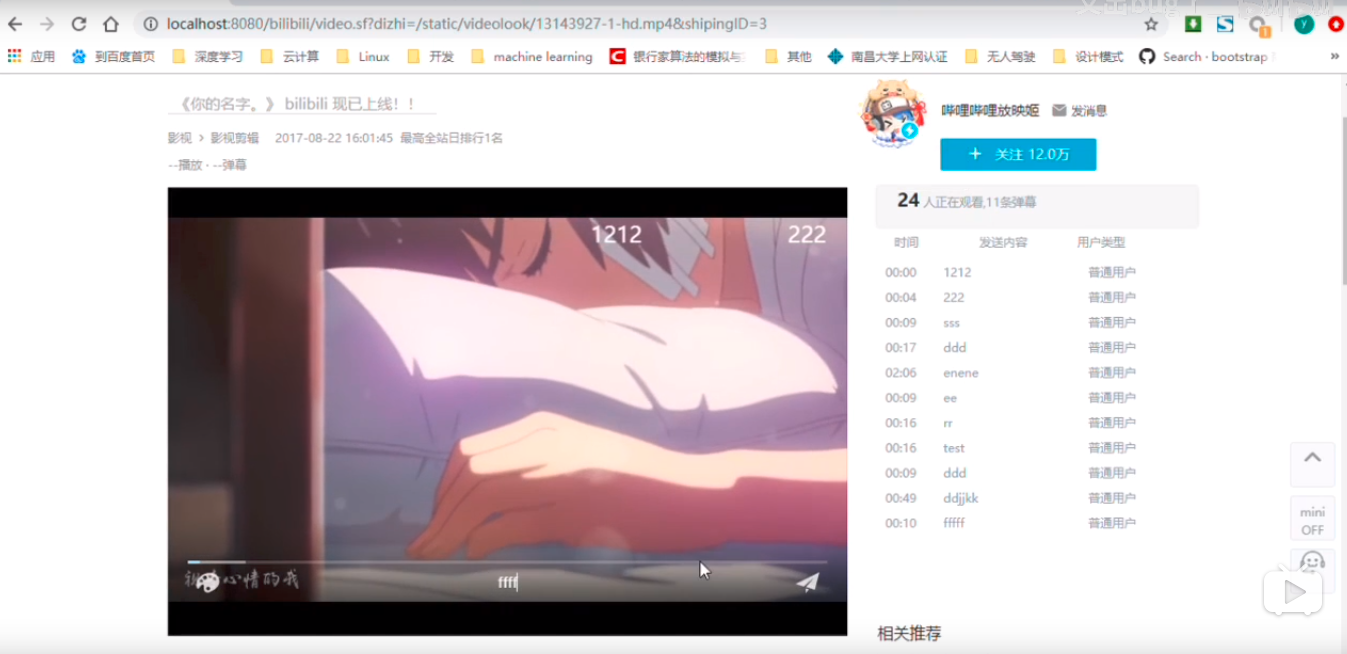 localhost:8080/bilibili/video.sf?dizhi=/static/videolook/13143927-1-hd.mp4&shipingID=3
应用 到百度首页 深度学习 云计算 Linux 开发 machine learning 银行家算法的模拟与 其他 南昌大学上网认证 无人驾驶 设计模式 Search · bootstrap »
《你的名字。》 bilibili 现已上线！！
影视 > 影视剪辑 2017-08-22 16:01:45 最高全站日排行1名
--播放 · --弹幕
哔哩哔哩放映姬 发消息
+ 关注 12.0万
24 人正在观看,11条弹幕
时间 发送内容 用户类型
00:00 1212 普通用户
00:04 222 普通用户
00:09 sss 普通用户
00:17 ddd 普通用户
02:06 enene 普通用户
00:09 ee 普通用户
00:16 rr 普通用户
00:16 test 普通用户
00:09 ddd 普通用户
00:49 ddjjkk 普通用户
00:10 fffff 普通用户
1212 222
心情的我 ffff
mini
OFF
相关推荐